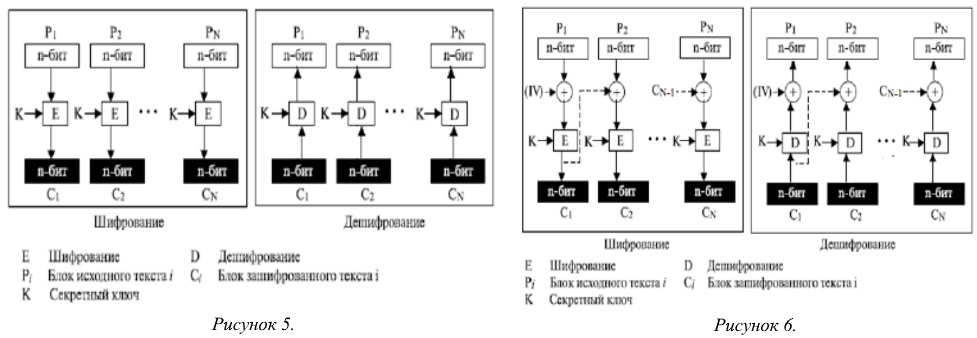 P1 P2 PN
n-бит n-бит n-бит
K E K E ••• K E
n-бит n-бит n-бит
C1 C2 CN
Шифрование
P1 P2 PN
n-бит n-бит n-бит
K D K D ••• K D
n-бит n-бит n-бит
C1 C2 CN
Дешифрование
E Шифрование D Дешифрование
Pi Блок исходного текста i Ci Блок зашифрованного текста i
K Секретный ключ
Рисунок 5.
P1 P2 PN
n-бит n-бит n-бит
(IV) + + CN-1 +
K E K E ••• K E
n-бит n-бит n-бит
C1 C2 CN
Шифрование
P1 P2 PN
n-бит n-бит n-бит
(IV) + + CN-1 +
K D K D ••• K D
n-бит n-бит n-бит
C1 C2 CN
Дешифрование
E Шифрование D Дешифрование
Pi Блок исходного текста i Ci Блок зашифрованного текста i
K Секретный ключ
Рисунок 6.